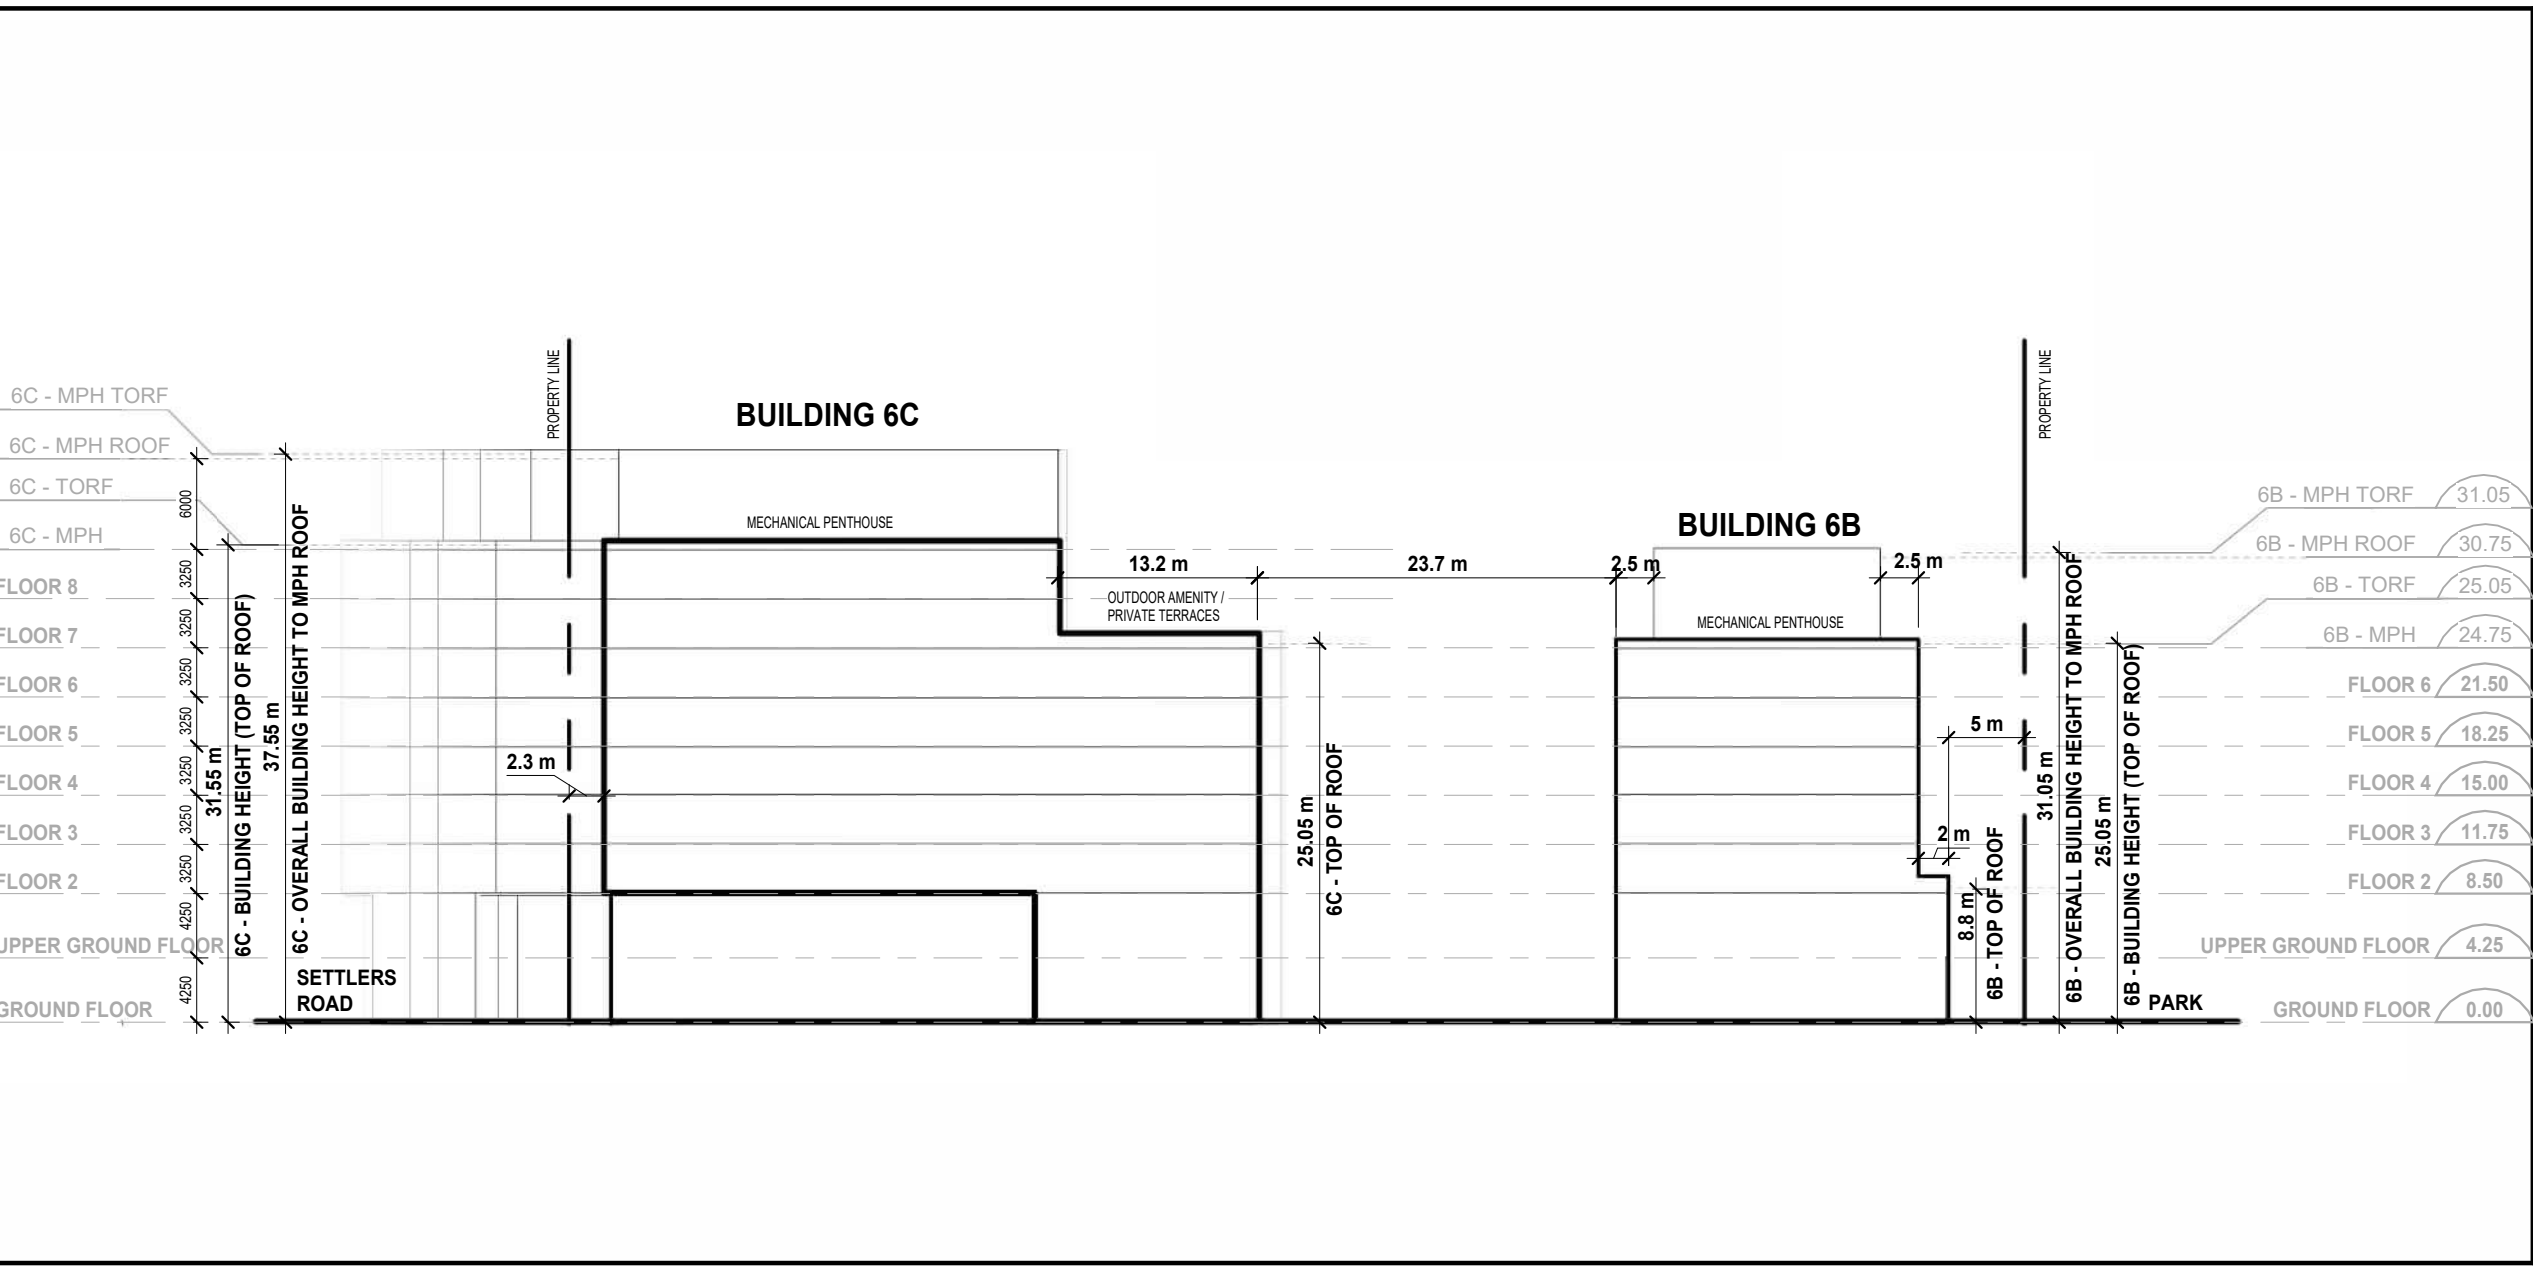 PROPERTY LINE
PROPERTY LINE
6C - MPH TORF
BUILDING 6C
6C - MPH ROOF
6C - TORF
6C - MPH
6000
MECHANICAL PENTHOUSE
BUILDING 6B
6B - MPH TORF 31.05
6B - MPH ROOF 30.75
6B - TORF 25.05
6B - MPH 24.75
13.2 m
23.7 m
2.5 m
2.5 m
OUTDOOR AMENITY /
PRIVATE TERRACES
MECHANICAL PENTHOUSE
FLOOR 8
FLOOR 7
FLOOR 6
FLOOR 5
FLOOR 4
FLOOR 3
FLOOR 2
UPPER GROUND FLOOR
GROUND FLOOR
3250
3250
3250
3250
3250
3250
3250
4250
4250
31.55 m
6C - BUILDING HEIGHT (TOP OF ROOF)
37.55 m
6C - OVERALL BUILDING HEIGHT TO MPH ROOF
SETTLERS
ROAD
2.3 m
25.05 m
6C - TOP OF ROOF
5 m
2 m
8.8 m
6B - TOP OF ROOF
31.05 m
6B - OVERALL BUILDING HEIGHT TO MPH ROOF
25.05 m
6B - BUILDING HEIGHT (TOP OF ROOF)
PARK
FLOOR 6 21.50
FLOOR 5 18.25
FLOOR 4 15.00
FLOOR 3 11.75
FLOOR 2 8.50
UPPER GROUND FLOOR 4.25
GROUND FLOOR 0.00